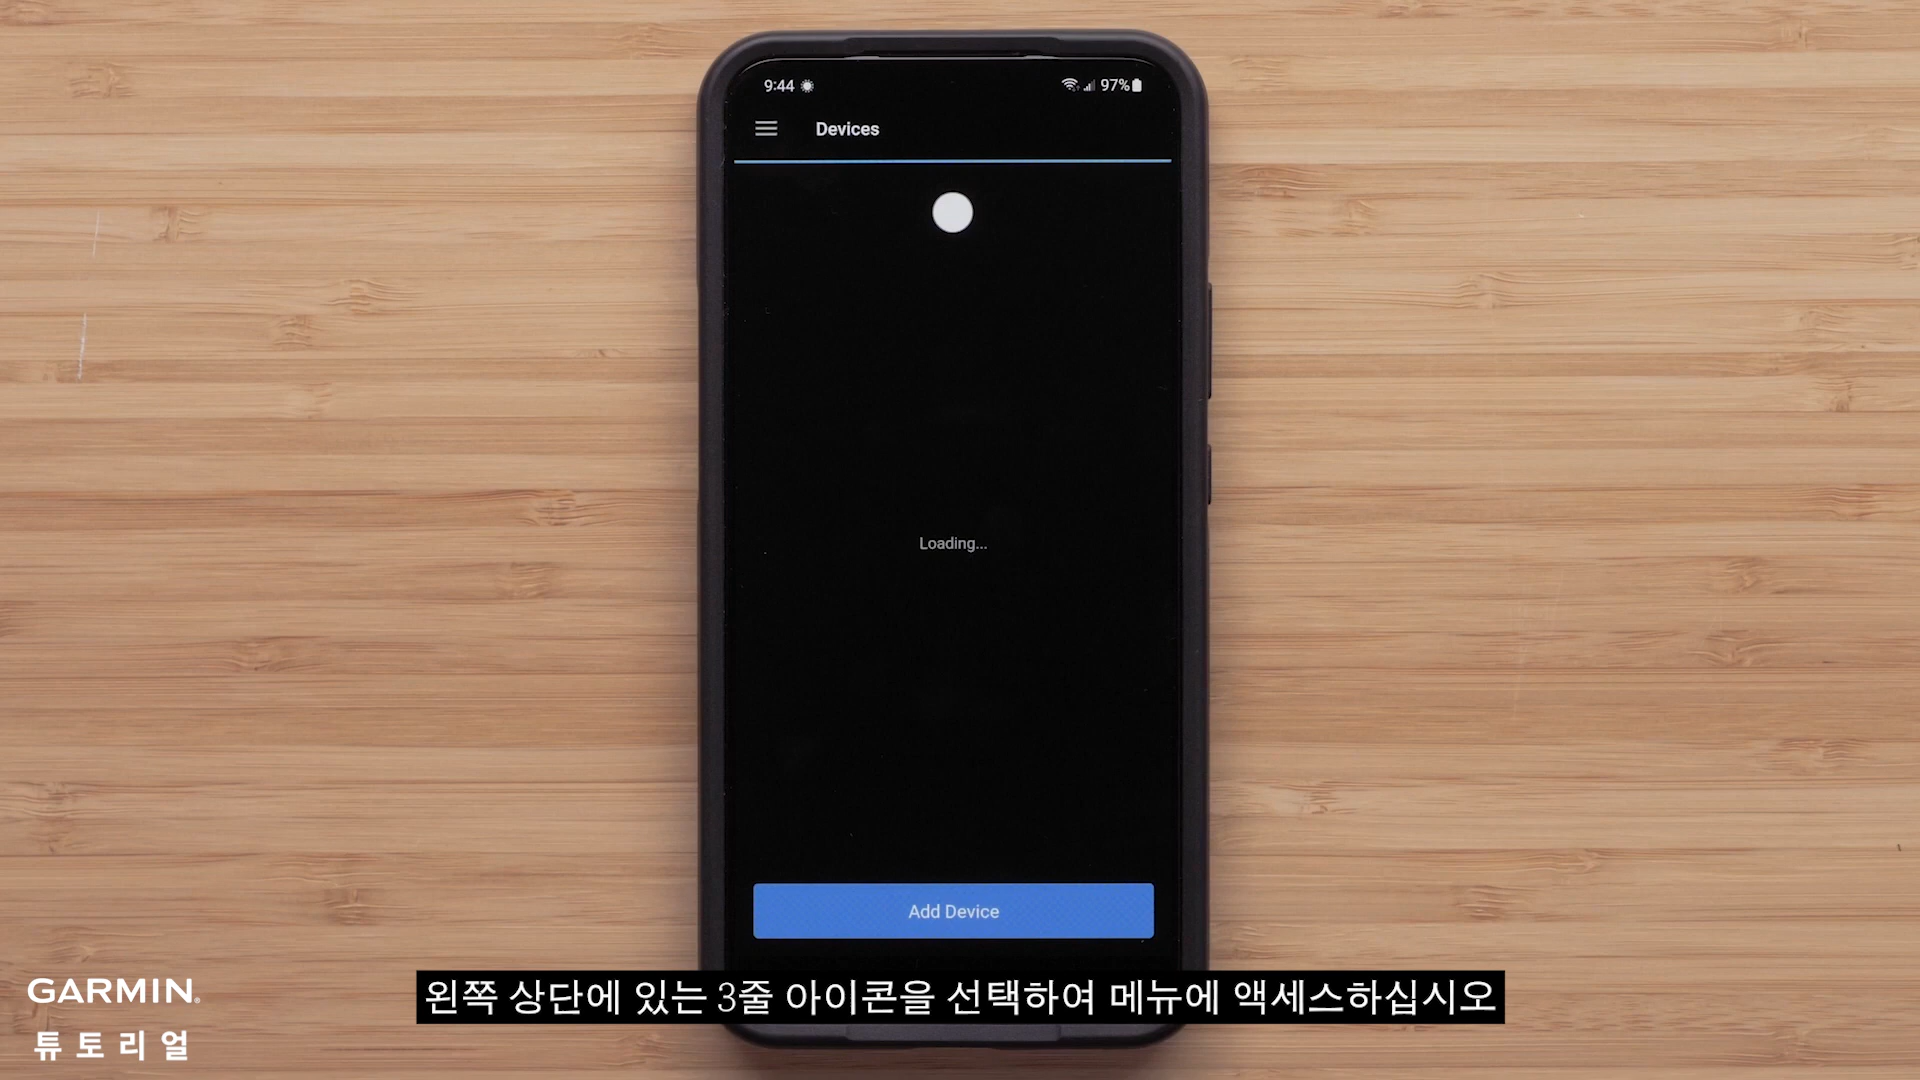 9:44
97%
Devices
Loading...
Add Device
왼쪽 상단에 있는 3줄 아이콘을 선택하여 메뉴에 액세스하십시오
GARMIN®
튜토리얼